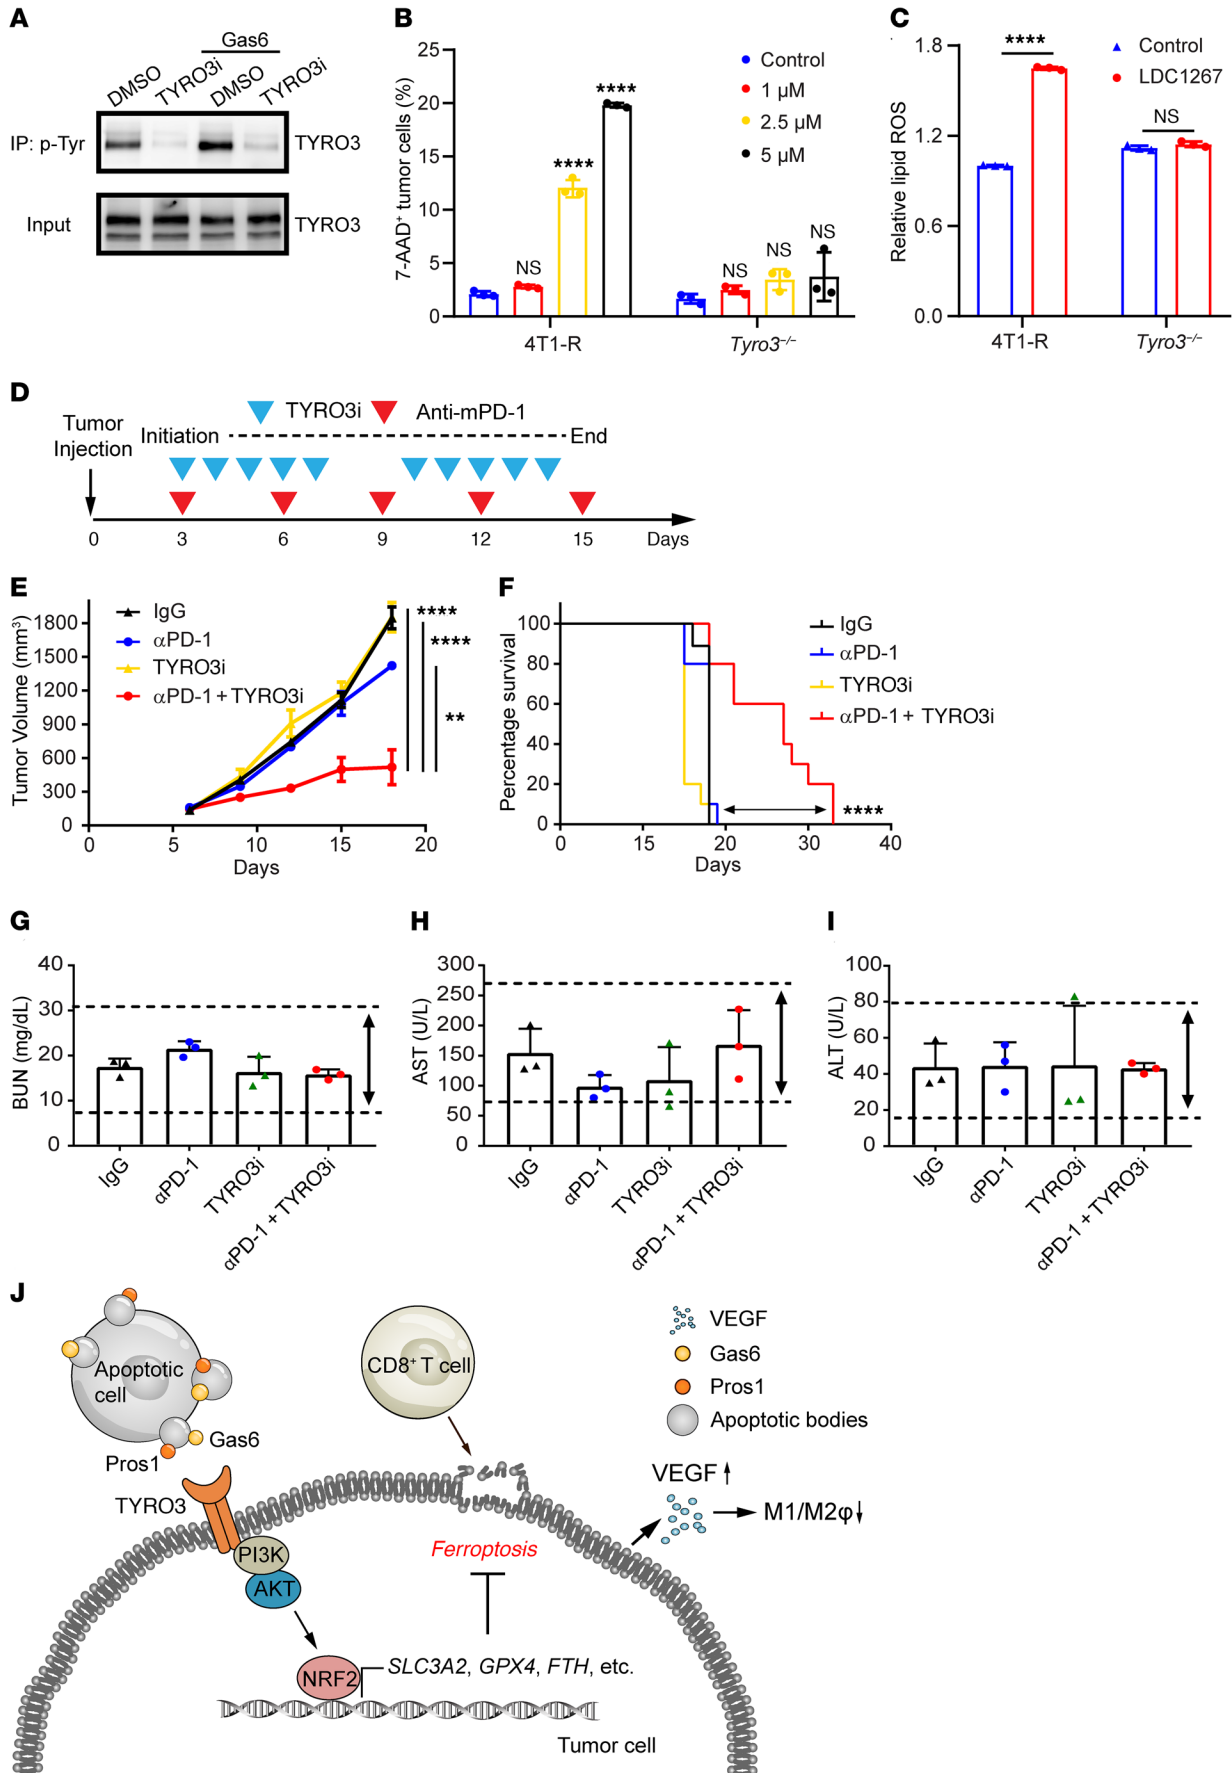 A
Gas6
DMSO
TYRO3i
DMSO
TYRO3i
IP: p-Tyr
TYRO3
Input
TYRO3
B
7-AAD⁺ tumor cells (%)
25
20
15
10
5
0
Control
1 µM
2.5 µM
5 µM
NS
****
****
NS
NS
NS
4T1-R
Tyro3⁻/⁻
C
Relative lipid ROS
1.8
1.2
0.6
0.0
Control
LDC1267
****
NS
4T1-R
Tyro3⁻/⁻
D
TYRO3i
Anti-mPD-1
Tumor
Injection
Initiation
End
0
3
6
9
12
15
Days
E
Tumor Volume (mm³)
1800
1500
1200
900
600
300
0
IgG
αPD-1
TYRO3i
αPD-1 + TYRO3i
****
****
**
0
5
10
15
20
Days
F
Percentage survival
100
80
60
40
20
0
IgG
αPD-1
TYRO3i
αPD-1 + TYRO3i
****
0
15
20
30
40
Days
G
BUN (mg/dL)
40
30
20
10
0
IgG
αPD-1
TYRO3i
αPD-1 + TYRO3i
H
AST (U/L)
300
250
200
150
100
50
0
IgG
αPD-1
TYRO3i
αPD-1 + TYRO3i
I
ALT (U/L)
100
80
60
40
20
0
IgG
αPD-1
TYRO3i
αPD-1 + TYRO3i
J
Apoptotic
cell
Gas6
Pros1
TYRO3
CD8⁺ T cell
VEGF
Gas6
Pros1
Apoptotic bodies
VEGF
M1/M2φ
PI3K
AKT
Ferroptosis
NRF2
SLC3A2, GPX4, FTH, etc.
Tumor cell